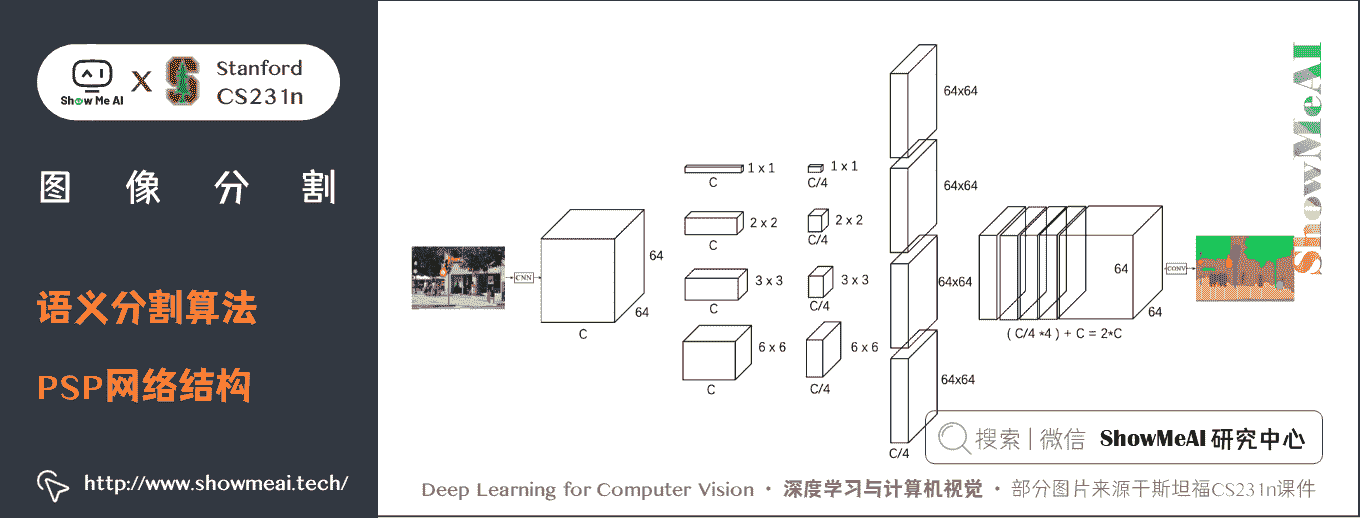 Show Me AI
X
Stanford
CS231n
图像分割
语义分割算法
PSP网络结构
http://www.showmeai.tech/
CNN
64
64
C
1 x 1
C
2 x 2
C
3 x 3
C
6 x 6
C
1 x 1
C/4
2 x 2
C/4
3 x 3
C/4
6 x 6
C/4
64x64
64x64
64x64
64x64
C/4
64
64
( C/4 *4 ) + C = 2*C
CONV
ShowMeAI
搜索 | 微信 ShowMeAI 研究中心
Deep Learning for Computer Vision · 深度学习与计算机视觉 · 部分图片来源于斯坦福CS231n课件